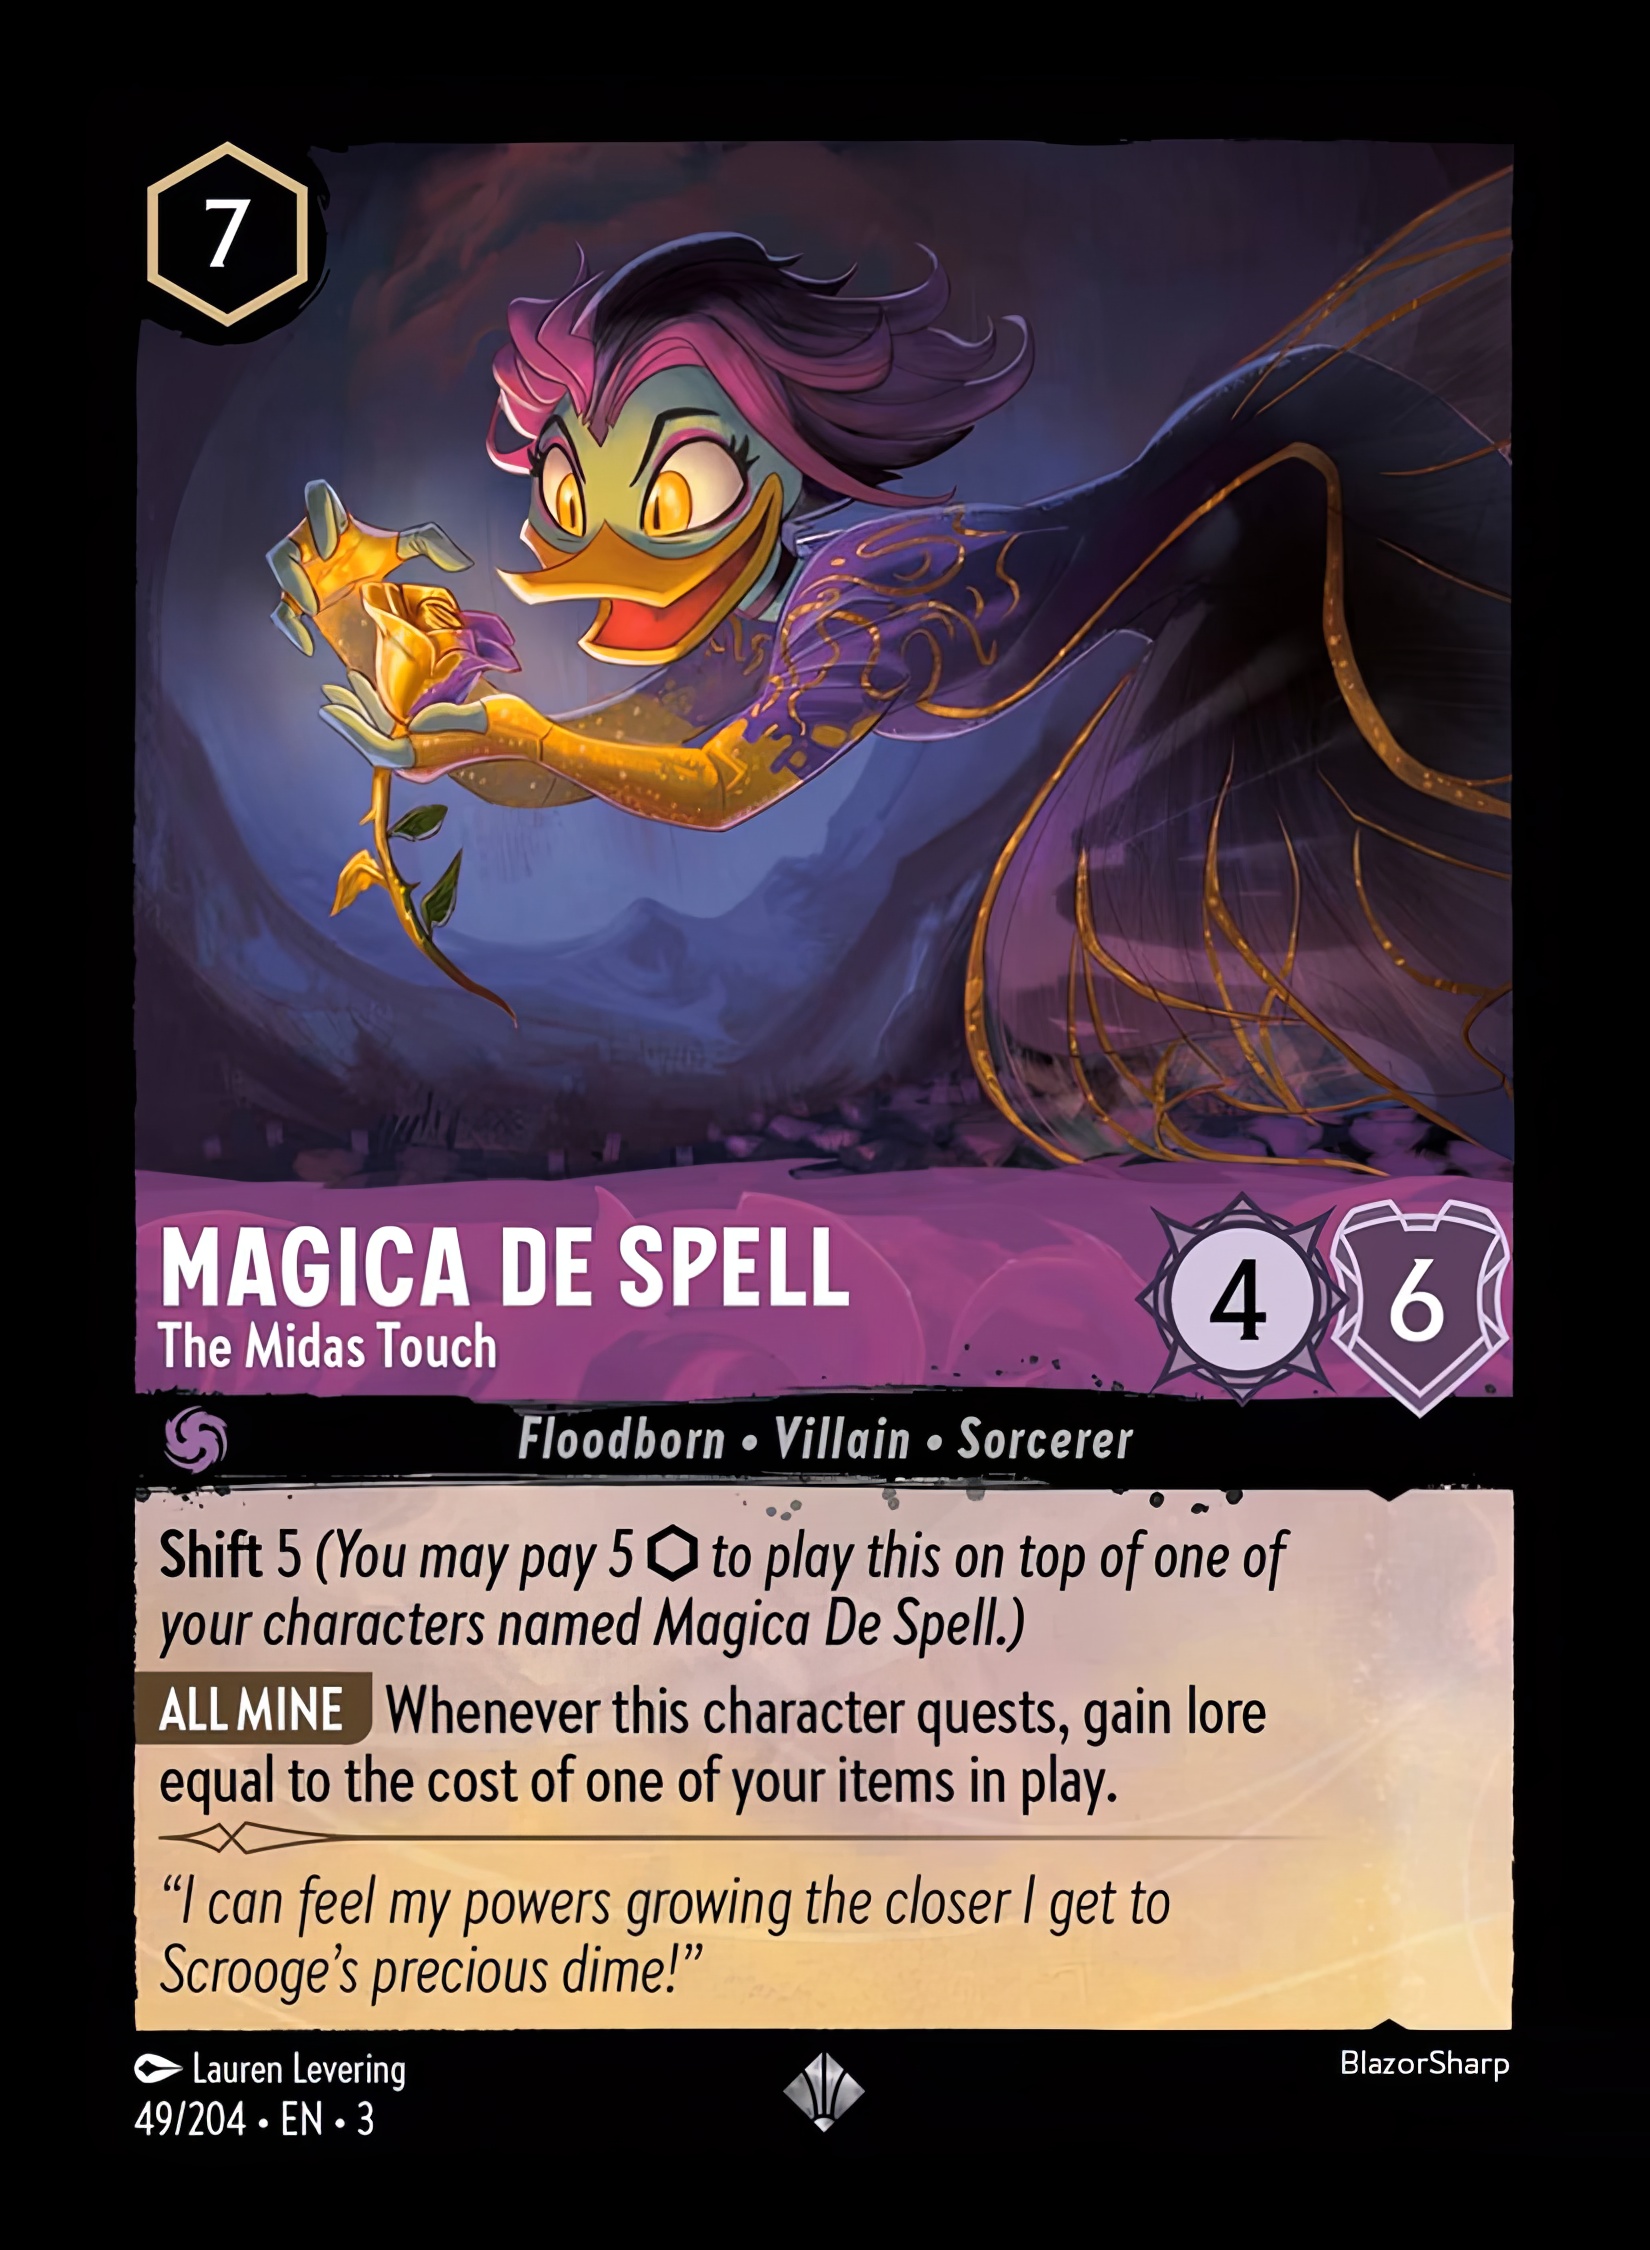 7
MAGICA DE SPELL
The Midas Touch
4
6
Floodborn • Villain • Sorcerer
Shift 5 (You may pay 5 ⬡ to play this on top of one of
your characters named Magica De Spell.)
ALL MINE Whenever this character quests, gain lore
equal to the cost of one of your items in play.
“I can feel my powers growing the closer I get to
Scrooge’s precious dime!”
Lauren Levering
BlazorSharp
49/204 • EN • 3